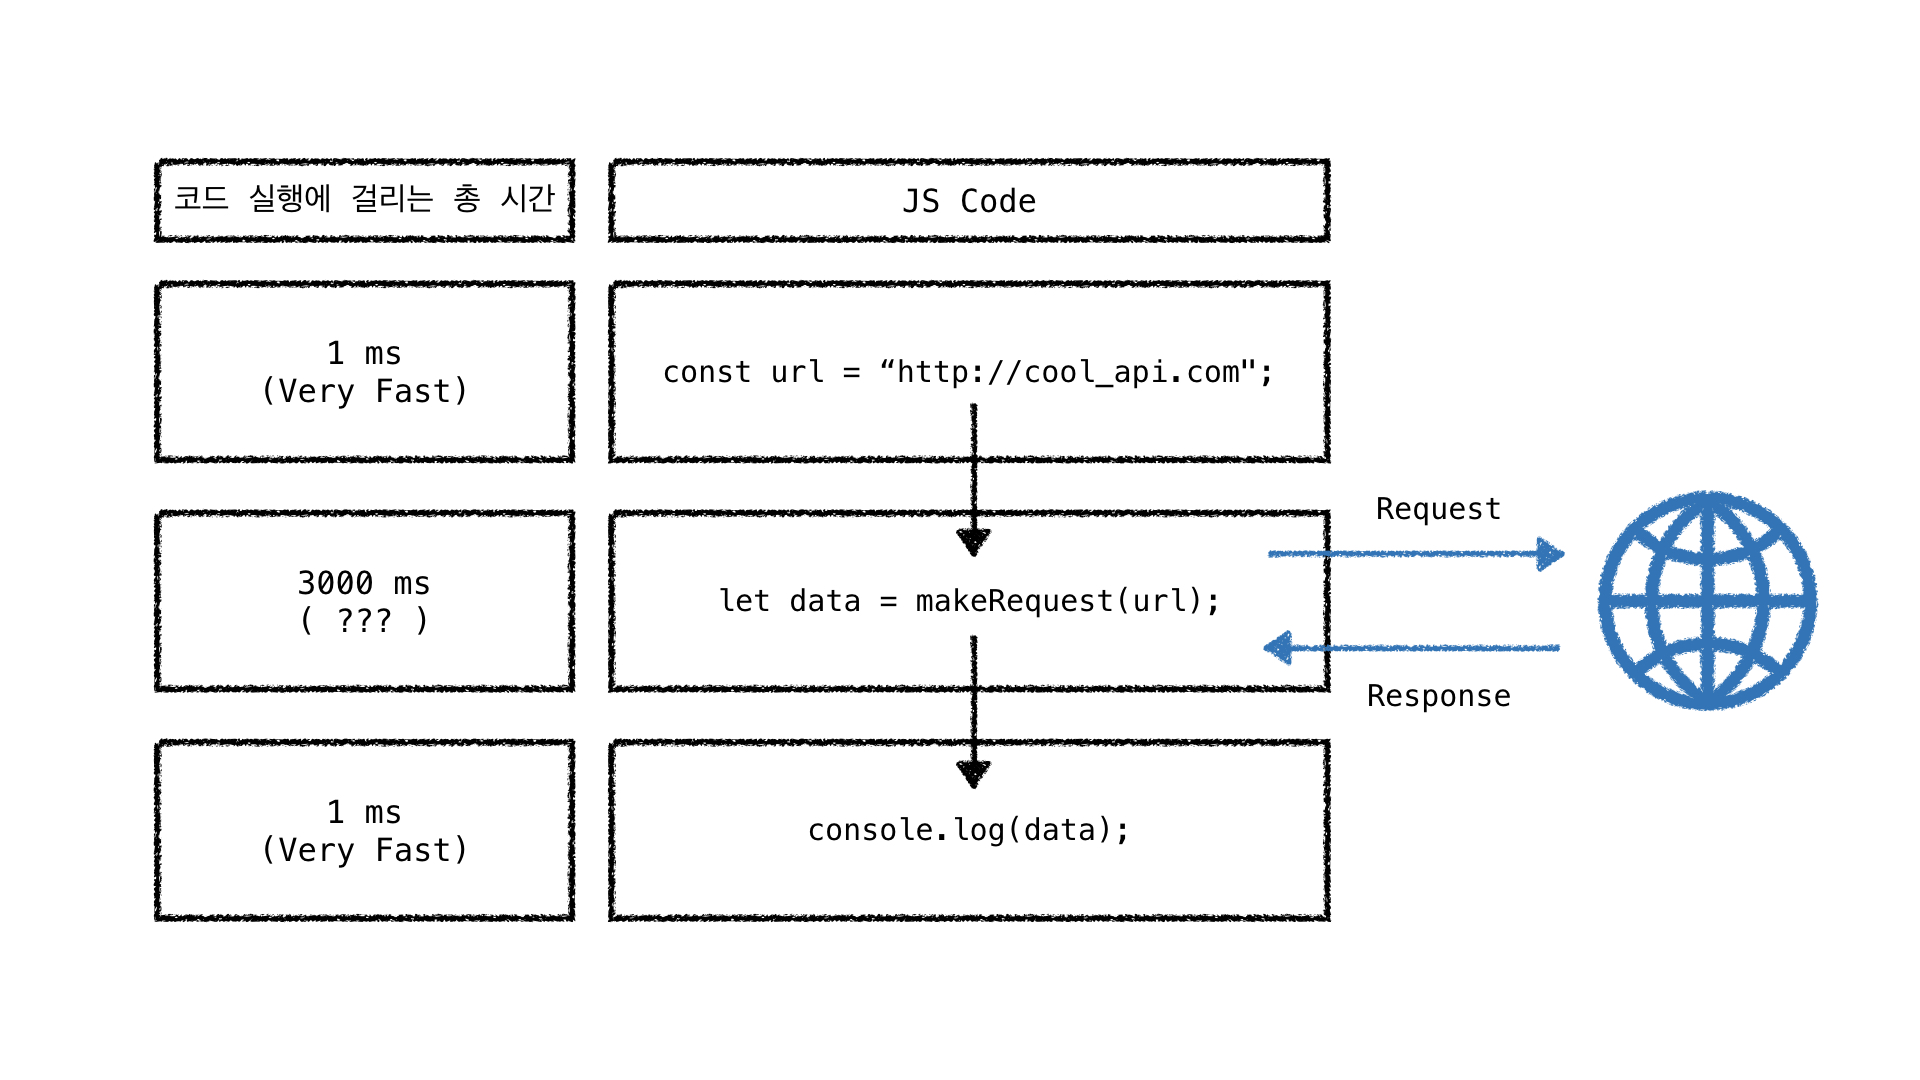 코드 실행에 걸리는 총 시간
JS Code
1 ms
(Very Fast)
const url = “http://cool_api.com";
3000 ms
( ??? )
let data = makeRequest(url);
Request
Response
1 ms
(Very Fast)
console.log(data);